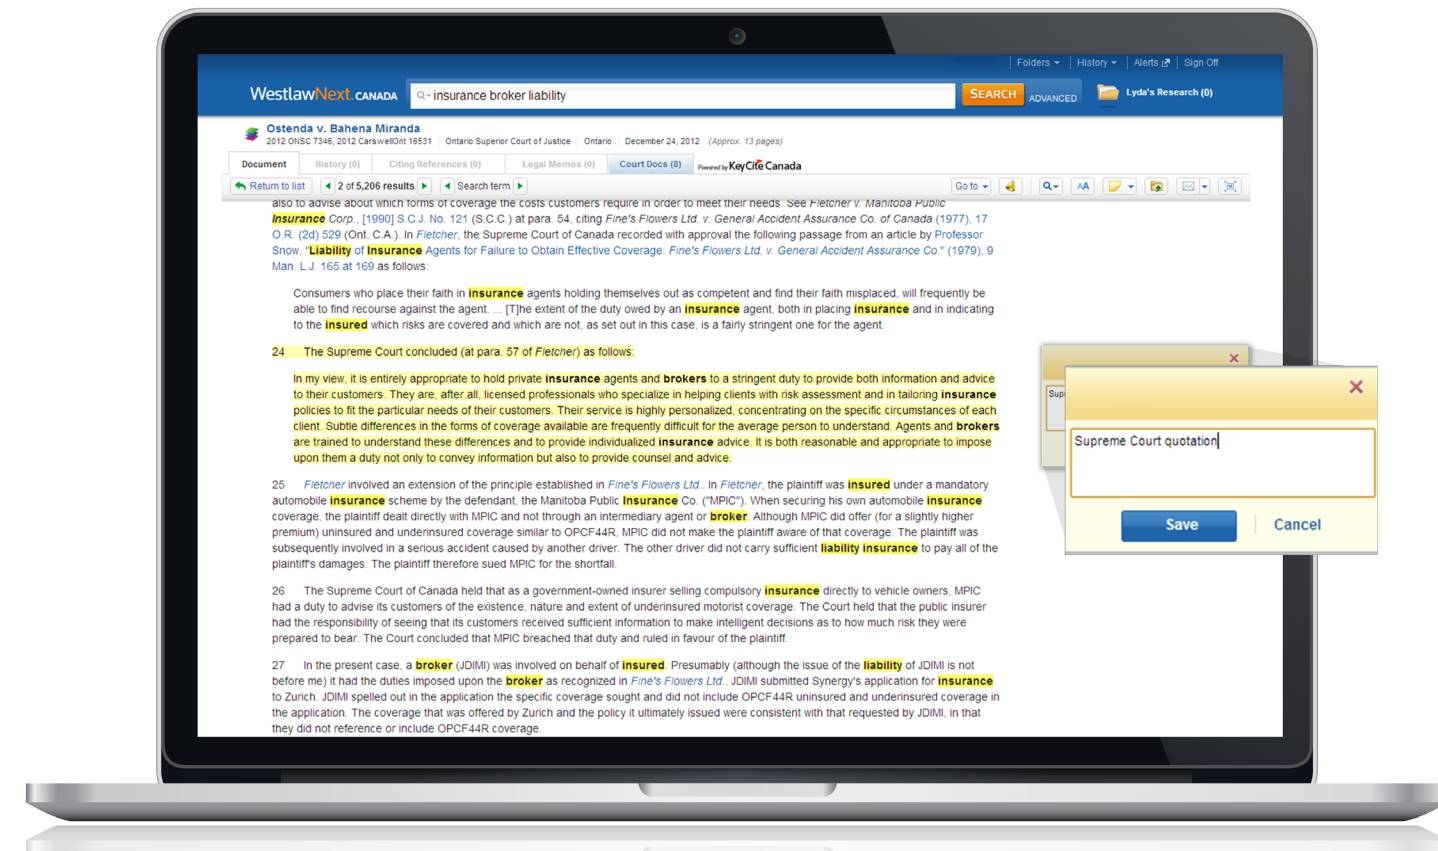 Folders History Alerts Sign Off
WestlawNext. CANADA insurance broker liability SEARCH ADVANCED Lyda's Research (0)
Ostenda v. Bahena Miranda
2012 ONSC 7346, 2012 CarswellOnt 16531 Ontario Superior Court of Justice Ontario December 24, 2012 (Approx. 13 pages)
Document History (0) Citing References (0) Legal Memos (0) Court Docs (8) Powered by KeyCite Canada
Return to list 2 of 5,206 results Search term Go to AA
also to advise about which forms of coverage the costs customers require in order to meet their needs. See Fletcher v. Manitoba Public
Insurance Corp., [1990] S.C.J. No. 121 (S.C.C.) at para. 54, citing Fine's Flowers Ltd. v. General Accident Assurance Co. of Canada (1977), 17
O.R. (2d) 529 (Ont. C.A.). In Fletcher, the Supreme Court of Canada recorded with approval the following passage from an article by Professor
Snow, "Liability of Insurance Agents for Failure to Obtain Effective Coverage: Fine's Flowers Ltd. v. General Accident Assurance Co." (1979), 9
Man. L.J. 165 at 169 as follows:
Consumers who place their faith in insurance agents holding themselves out as competent and find their faith misplaced, will frequently be
able to find recourse against the agent. ... [T]he extent of the duty owed by an insurance agent, both in placing insurance and in indicating
to the insured which risks are covered and which are not, as set out in this case, is a fairly stringent one for the agent.
24 The Supreme Court concluded (at para. 57 of Fletcher) as follows:
In my view, it is entirely appropriate to hold private insurance agents and brokers to a stringent duty to provide both information and advice
to their customers. They are, after all, licensed professionals who specialize in helping clients with risk assessment and in tailoring insurance
policies to fit the particular needs of their customers. Their service is highly personalized, concentrating on the specific circumstances of each
client. Subtle differences in the forms of coverage available are frequently difficult for the average person to understand. Agents and brokers
are trained to understand these differences and to provide individualized insurance advice. It is both reasonable and appropriate to impose
upon them a duty not only to convey information but also to provide counsel and advice.
25 Fletcher involved an extension of the principle established in Fine's Flowers Ltd.. In Fletcher, the plaintiff was insured under a mandatory
automobile insurance scheme by the defendant, the Manitoba Public Insurance Co. ("MPIC"). When securing his own automobile insurance
coverage, the plaintiff dealt directly with MPIC and not through an intermediary agent or broker. Although MPIC did offer (for a slightly higher
premium) uninsured and underinsured coverage similar to OPCF44R, MPIC did not make the plaintiff aware of that coverage. The plaintiff was
subsequently involved in a serious accident caused by another driver. The other driver did not carry sufficient liability insurance to pay all of the
plaintiff's damages. The plaintiff therefore sued MPIC for the shortfall.
26 The Supreme Court of Canada held that as a government-owned insurer selling compulsory insurance directly to vehicle owners, MPIC
had a duty to advise its customers of the existence, nature and extent of underinsured motorist coverage. The Court held that the public insurer
had the responsibility of seeing that its customers received sufficient information to make intelligent decisions as to how much risk they were
prepared to bear. The Court concluded that MPIC breached that duty and ruled in favour of the plaintiff.
27 In the present case, a broker (JDIMI) was involved on behalf of insured. Presumably (although the issue of the liability of JDIMI is not
before me) it had the duties imposed upon the broker as recognized in Fine's Flowers Ltd.. JDIMI submitted Synergy's application for insurance
to Zurich. JDIMI spelled out in the application the specific coverage sought and did not include OPCF44R uninsured and underinsured coverage in
the application. The coverage that was offered by Zurich and the policy it ultimately issued were consistent with that requested by JDIMI, in that
they did not reference or include OPCF44R coverage.
Sup
Supreme Court quotation
Save Cancel